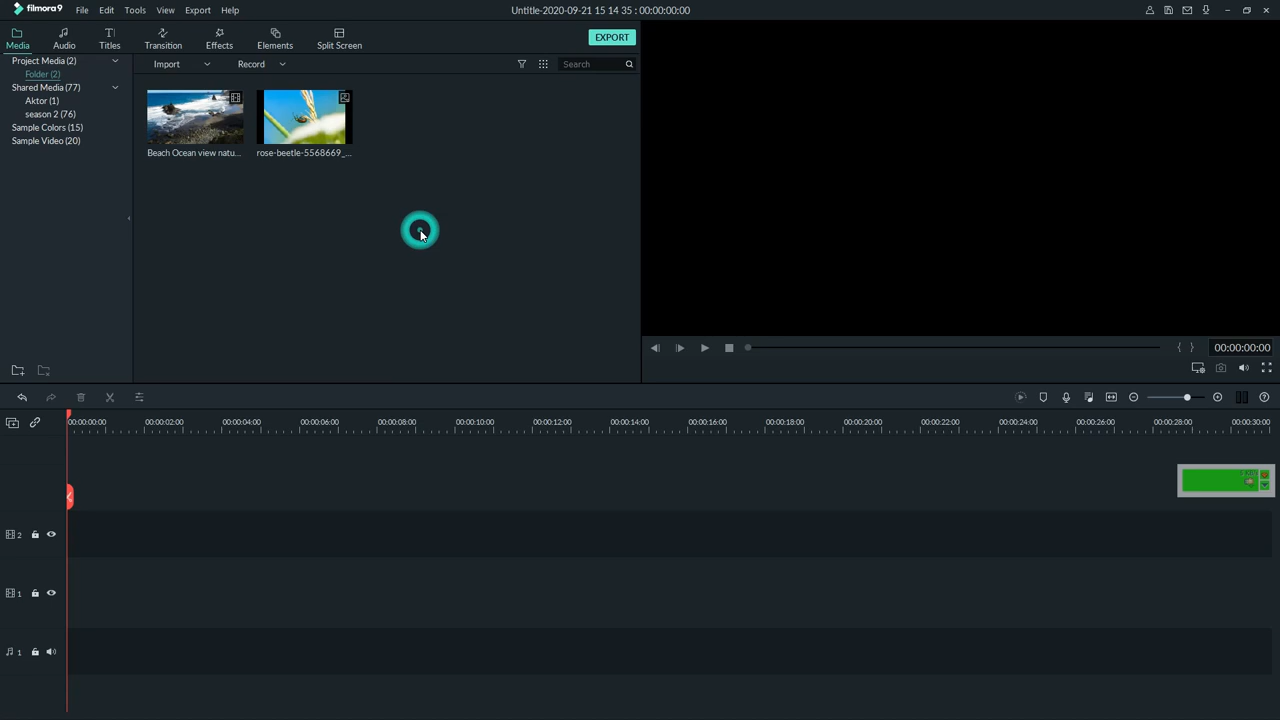 filmora9 File Edit Tools View Export Help Untitle-2020-09-21 15 14 35 : 00:00:00:00
Media Audio Titles Transition Effects Elements Split Screen EXPORT
Project Media (2)
Folder (2)
Shared Media (77)
Aktor (1)
season 2 (76)
Sample Colors (15)
Sample Video (20)
Import Record Search
Beach Ocean view natu... rose-beetle-5568669_...
00:00:00:00
00:00:00:00 00:00:02:00 00:00:04:00 00:00:06:00 00:00:08:00 00:00:10:00 00:00:12:00 00:00:14:00 00:00:16:00 00:00:18:00 00:00:20:00 00:00:22:00 00:00:24:00 00:00:26:00 00:00:28:00 00:00:30:00
2
1
1